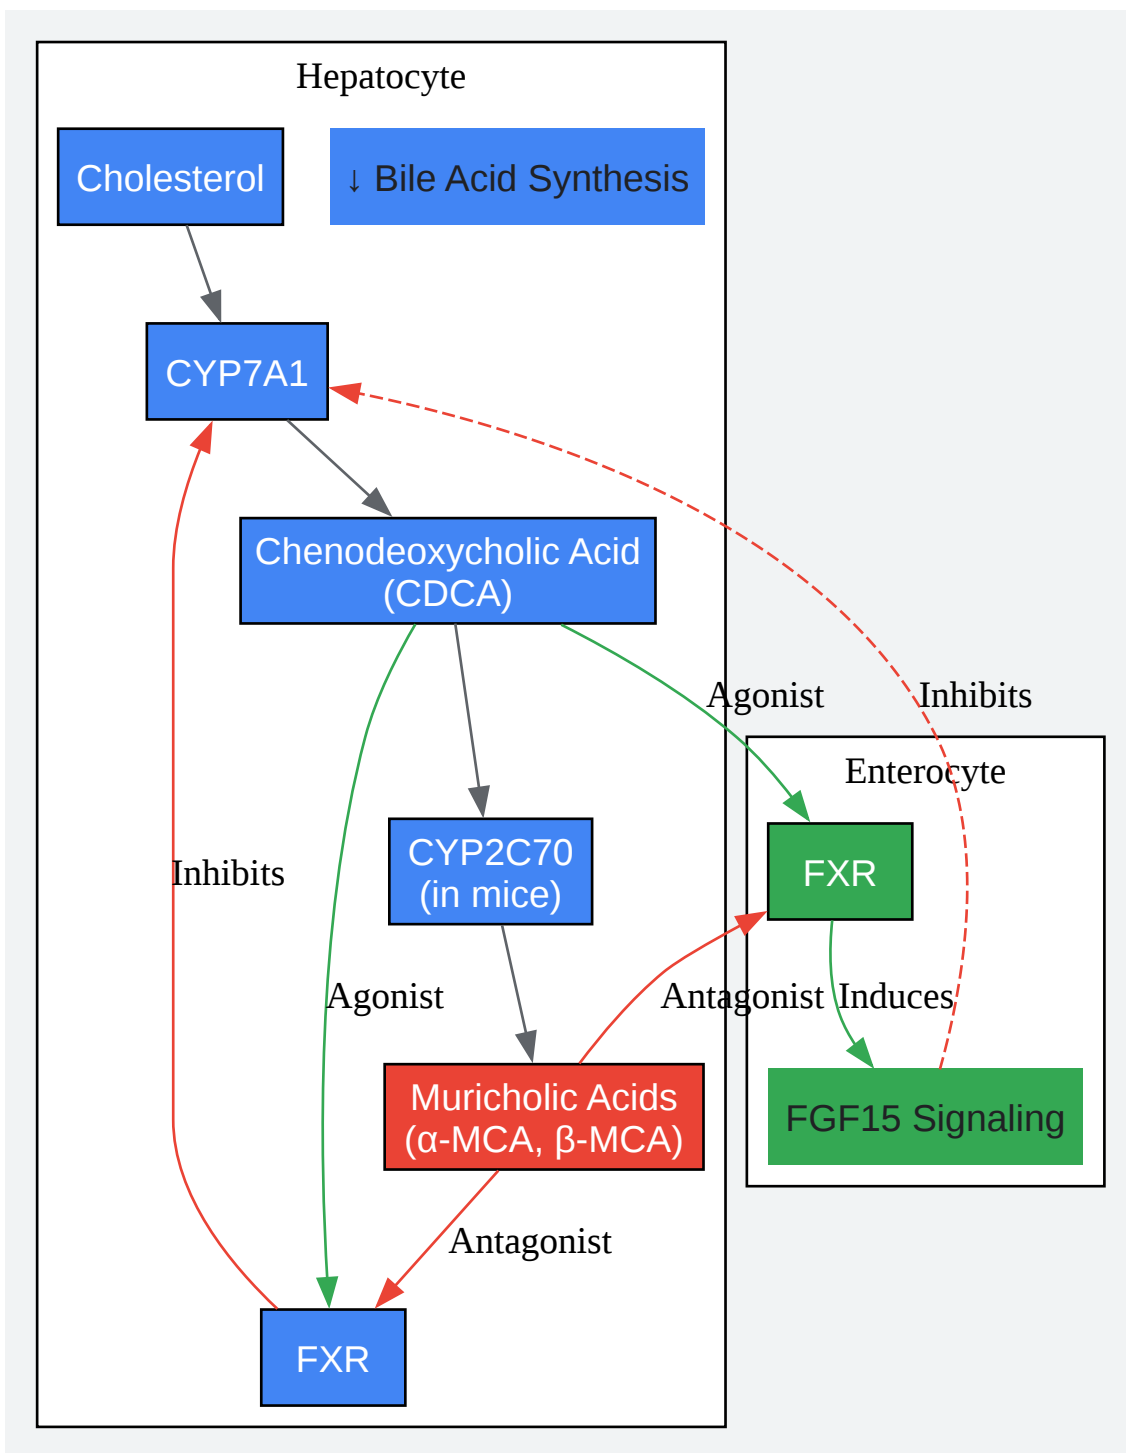 Hepatocyte
Cholesterol
↓ Bile Acid Synthesis
CYP7A1
Chenodeoxycholic Acid
(CDCA)
Agonist
Inhibits
Enterocyte
CYP2C70
(in mice)
FXR
Inhibits
Agonist
Antagonist
Induces
Muricholic Acids
(α-MCA, β-MCA)
FGF15 Signaling
Antagonist
FXR